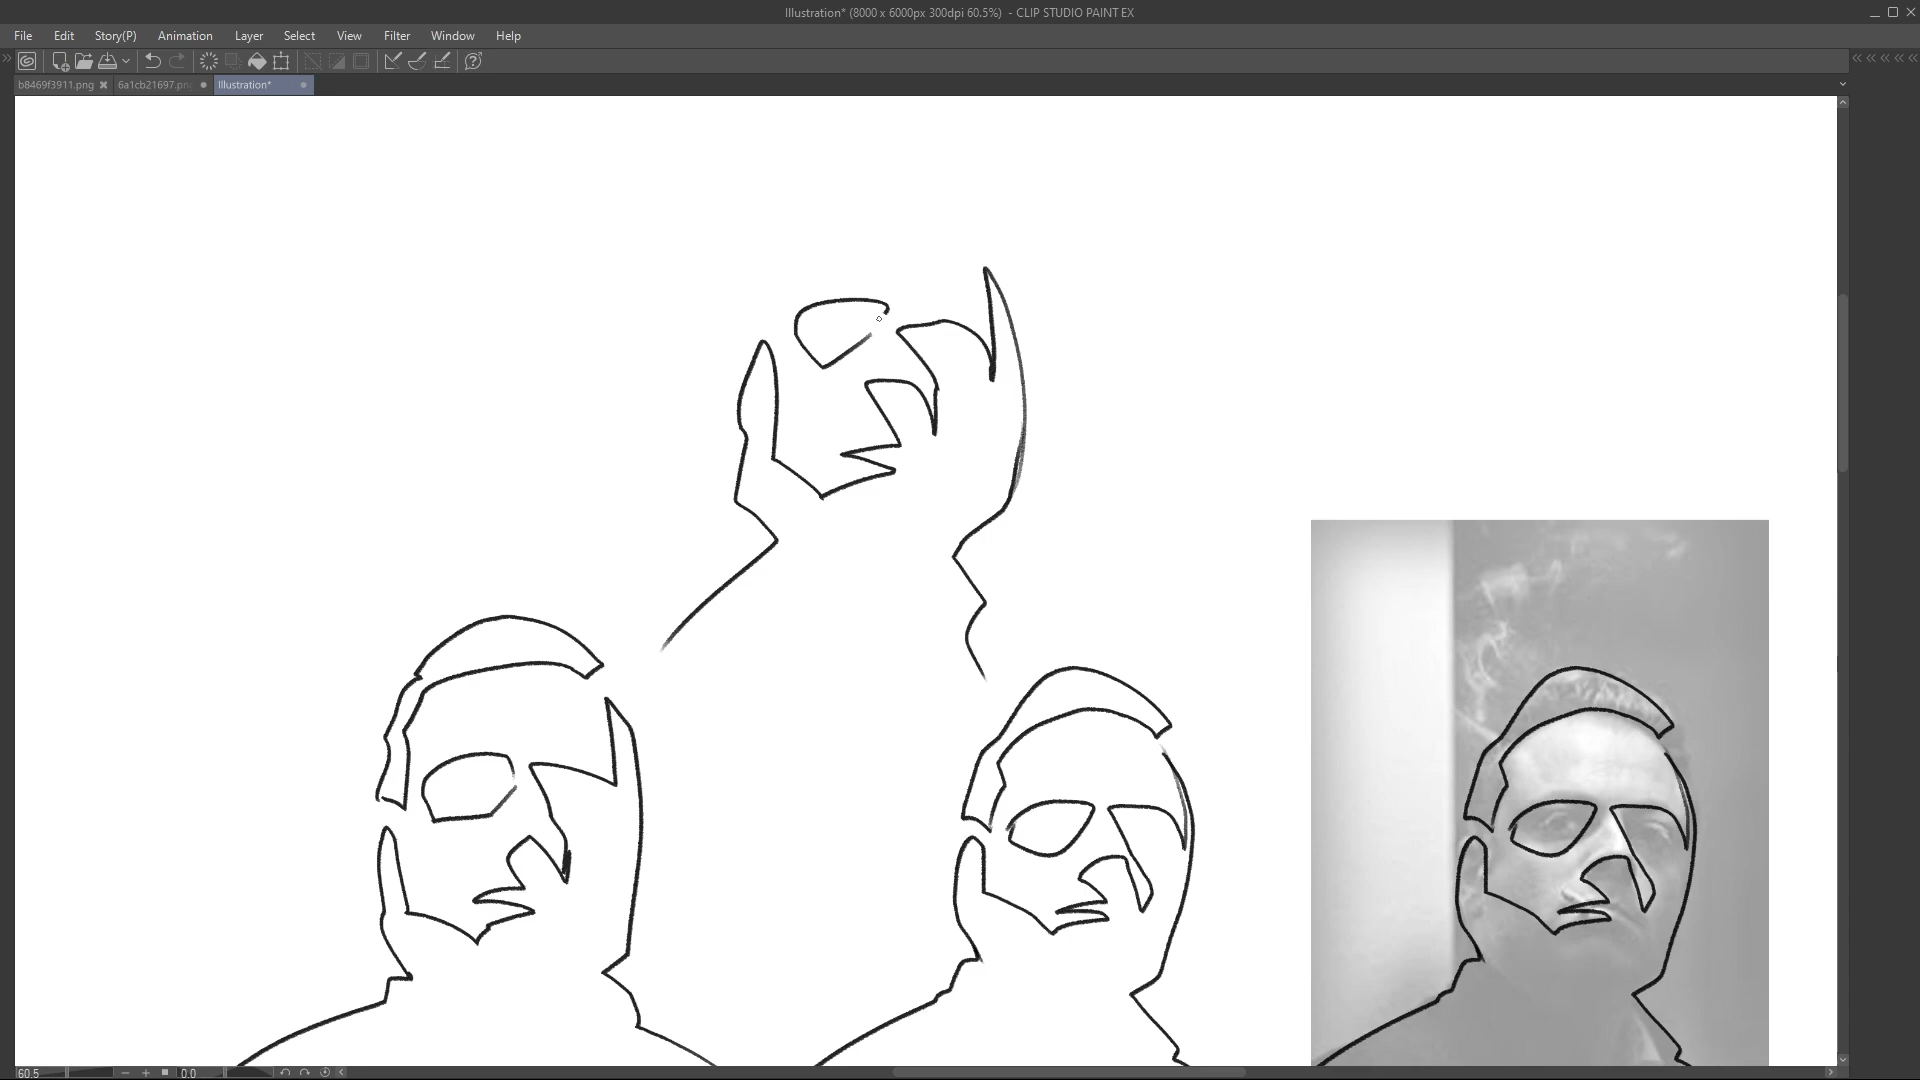 Illustration* (8000 x 6000px 300dpi 60.5%) - CLIP STUDIO PAINT EX
File Edit Story(P) Animation Layer Select View Filter Window Help
b8469f3911.png 6a1cb21697.pn Illustration*
60.5 0.0